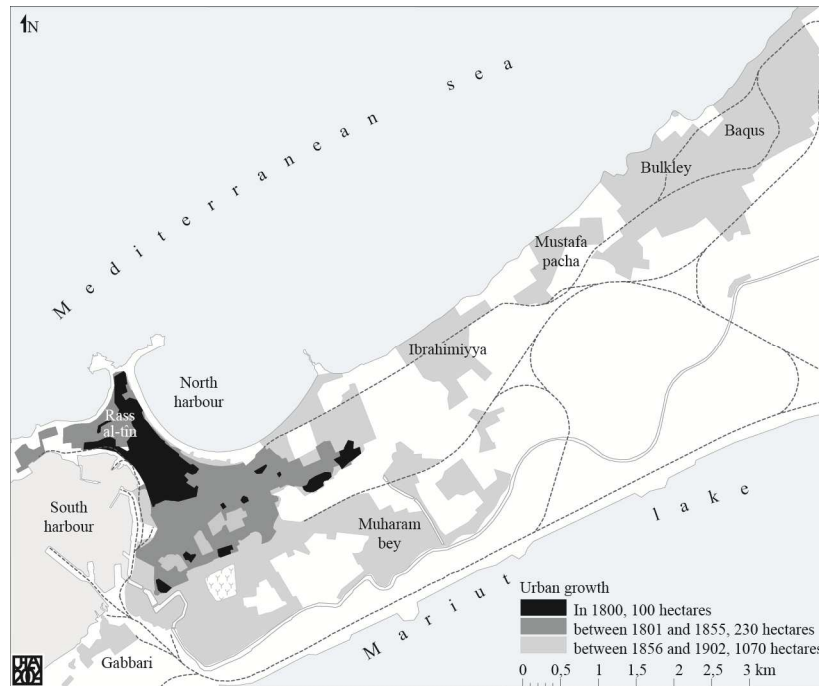 N
Mediterranean sea
Baqus
Bulkley
Mustafa
pacha
Ibrahimiyya
North
harbour
Rass
al-tin
South
harbour
Muharam
bey
Mariut lake
Gabbari
Urban growth
In 1800, 100 hectares
between 1801 and 1855, 230 hectares
between 1856 and 1902, 1070 hectares
0 0,5 1 1,5 2 2,5 3 km